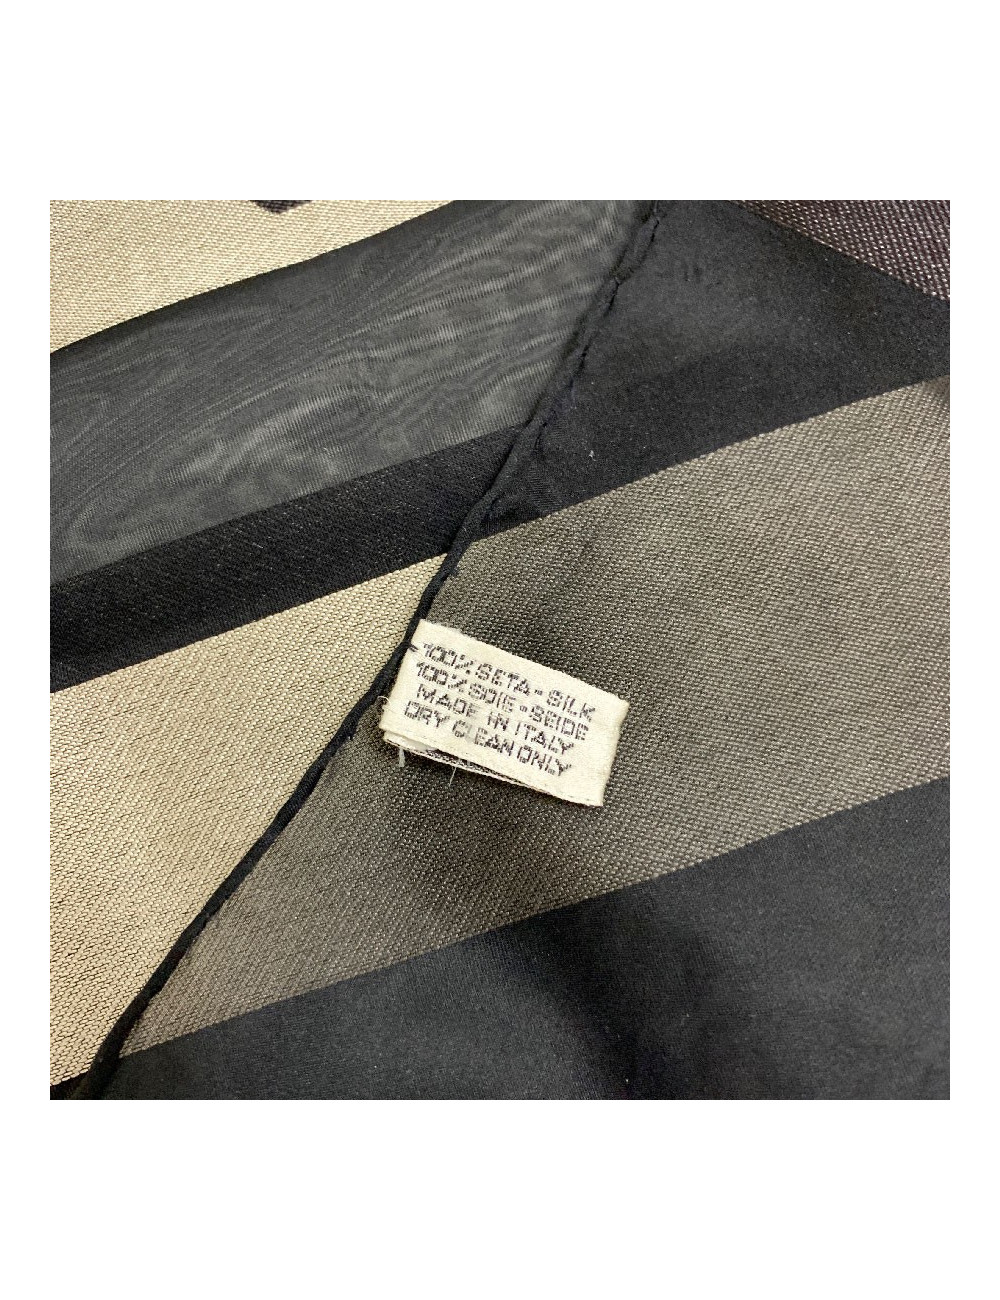 100% SETA - SILK
100% SOIE - SEIDE
MADE IN ITALY
DRY CLEAN ONLY